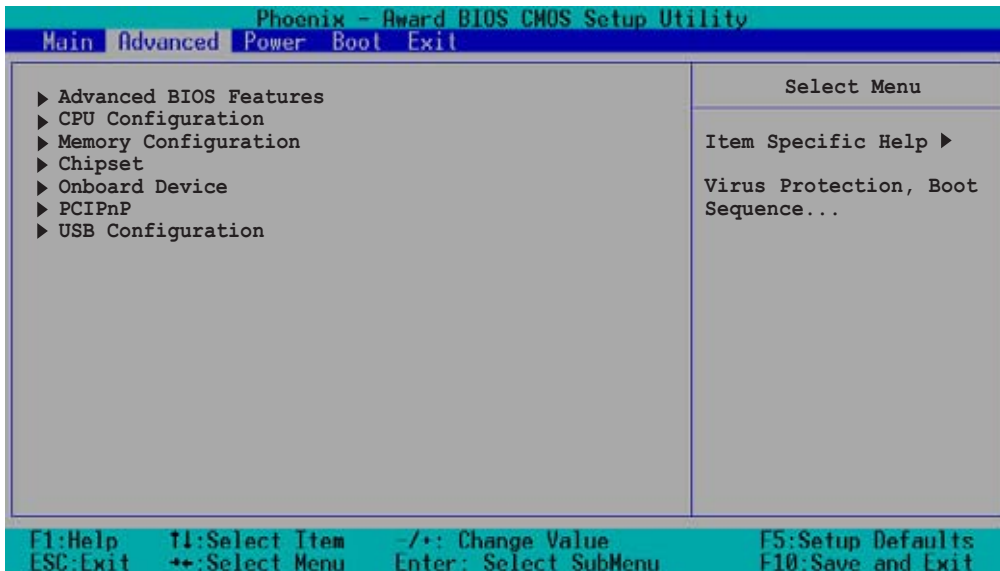 Phoenix - Award BIOS CMOS Setup Utility
Main Advanced Power Boot Exit
▶ Advanced BIOS Features
▶ CPU Configuration
▶ Memory Configuration
▶ Chipset
▶ Onboard Device
▶ PCIPnP
▶ USB Configuration
Select Menu
Item Specific Help ▶
Virus Protection, Boot
Sequence...
F1:Help ↑↓:Select Item -/+: Change Value F5:Setup Defaults
ESC:Exit ←→:Select Menu Enter: Select SubMenu F10:Save and Exit